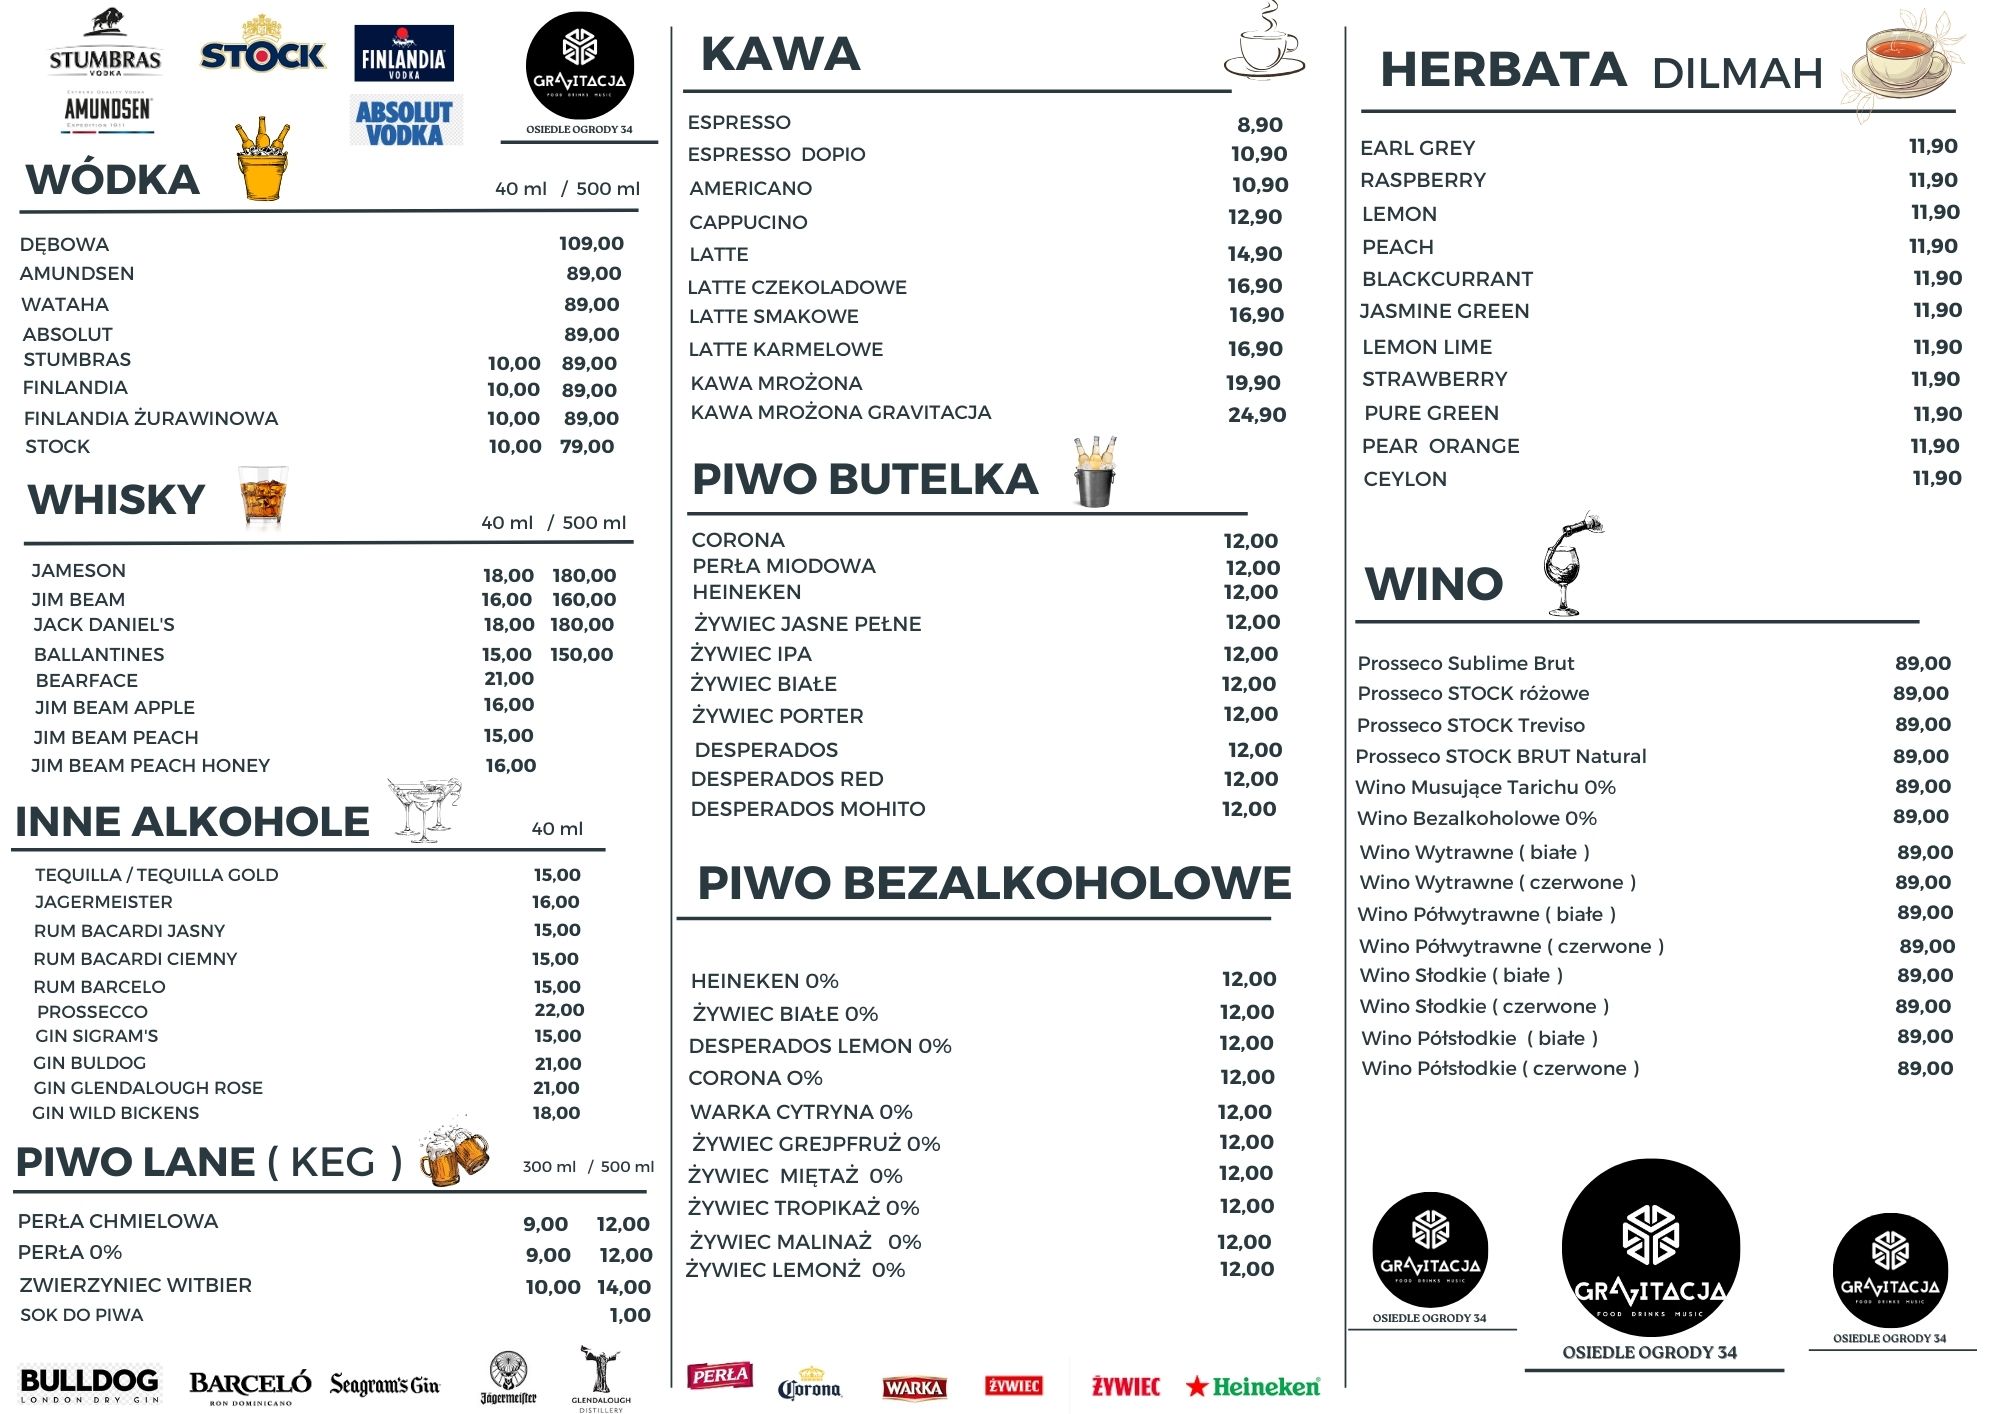 STUMBRAS
VODKA
STOCK
FINLANDIA
VODKA
GRAVITACJA
FOOD DRINKS MUSIC
OSIEDLE OGRODY 34
EXTREME QUALITY VODKA
AMUNDSEN
EXPEDITION 1911
ABSOLUT
VODKA
WÓDKA 40 ml / 500 ml
DĘBOWA 109,00
AMUNDSEN 89,00
WATAHA 89,00
ABSOLUT 89,00
STUMBRAS 10,00 89,00
FINLANDIA 10,00 89,00
FINLANDIA ŻURAWINOWA 10,00 89,00
STOCK 10,00 79,00
WHISKY 40 ml / 500 ml
JAMESON 18,00 180,00
JIM BEAM 16,00 160,00
JACK DANIEL'S 18,00 180,00
BALLANTINES 15,00 150,00
BEARFACE 21,00
JIM BEAM APPLE 16,00
JIM BEAM PEACH 15,00
JIM BEAM PEACH HONEY 16,00
INNE ALKOHOLE 40 ml
TEQUILLA / TEQUILLA GOLD 15,00
JAGERMEISTER 16,00
RUM BACARDI JASNY 15,00
RUM BACARDI CIEMNY 15,00
RUM BARCELO 15,00
PROSSECCO 22,00
GIN SIGRAM'S 15,00
GIN BULDOG 21,00
GIN GLENDALOUGH ROSE 21,00
GIN WILD BICKENS 18,00
PIWO LANE ( KEG ) 300 ml / 500 ml
PERŁA CHMIELOWA 9,00 12,00
PERŁA 0% 9,00 12,00
ZWIERZYNIEC WITBIER 10,00 14,00
SOK DO PIWA 1,00
BULLDOG
LONDON DRY GIN
BARCELÓ
RON DOMINICANO
Seagram's Gin
Jägermeister
GLENDALOUGH
DISTILLERY
KAWA
ESPRESSO 8,90
ESPRESSO DOPIO 10,90
AMERICANO 10,90
CAPPUCINO 12,90
LATTE 14,90
LATTE CZEKOLADOWE 16,90
LATTE SMAKOWE 16,90
LATTE KARMELOWE 16,90
KAWA MROŻONA 19,90
KAWA MROŻONA GRAVITACJA 24,90
PIWO BUTELKA
CORONA 12,00
PERŁA MIODOWA 12,00
HEINEKEN 12,00
ŻYWIEC JASNE PEŁNE 12,00
ŻYWIEC IPA 12,00
ŻYWIEC BIAŁE 12,00
ŻYWIEC PORTER 12,00
DESPERADOS 12,00
DESPERADOS RED 12,00
DESPERADOS MOHITO 12,00
PIWO BEZALKOHOLOWE
HEINEKEN 0% 12,00
ŻYWIEC BIAŁE 0% 12,00
DESPERADOS LEMON 0% 12,00
CORONA O% 12,00
WARKA CYTRYNA 0% 12,00
ŻYWIEC GREJPFRUŻ 0% 12,00
ŻYWIEC MIĘTAŻ 0% 12,00
ŻYWIEC TROPIKAŻ 0% 12,00
ŻYWIEC MALINAŻ 0% 12,00
ŻYWIEC LEMONŻ 0% 12,00
PERŁA
Corona
WARKA
ŻYWIEC
ŻYWIEC
Heineken
HERBATA DILMAH
EARL GREY 11,90
RASPBERRY 11,90
LEMON 11,90
PEACH 11,90
BLACKCURRANT 11,90
JASMINE GREEN 11,90
LEMON LIME 11,90
STRAWBERRY 11,90
PURE GREEN 11,90
PEAR ORANGE 11,90
CEYLON 11,90
WINO
Prosseco Sublime Brut 89,00
Prosseco STOCK różowe 89,00
Prosseco STOCK Treviso 89,00
Prosseco STOCK BRUT Natural 89,00
Wino Musujące Tarichu 0% 89,00
Wino Bezalkoholowe 0% 89,00
Wino Wytrawne ( białe ) 89,00
Wino Wytrawne ( czerwone ) 89,00
Wino Półwytrawne ( białe ) 89,00
Wino Półwytrawne ( czerwone ) 89,00
Wino Słodkie ( białe ) 89,00
Wino Słodkie ( czerwone ) 89,00
Wino Półsłodkie ( białe ) 89,00
Wino Półsłodkie ( czerwone ) 89,00
GRAVITACJA
FOOD DRINKS MUSIC
OSIEDLE OGRODY 34
GRAVITACJA
FOOD DRINKS MUSIC
OSIEDLE OGRODY 34
GRAVITACJA
FOOD DRINKS MUSIC
OSIEDLE OGRODY 34